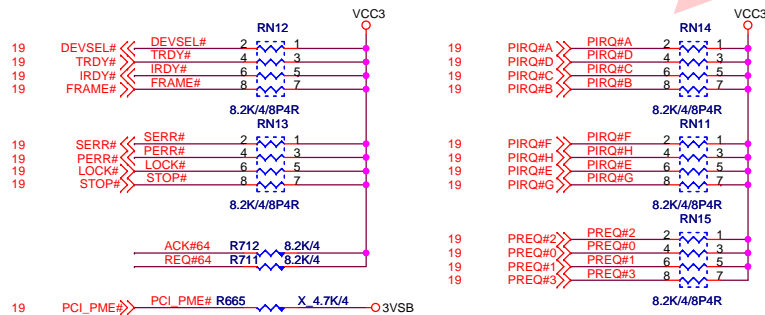 VCC3
RN12
19 DEVSEL# DEVSEL# 2 1
19 TRDY# TRDY# 4 3
19 IRDY# IRDY# 6 5
19 FRAME# FRAME# 8 7
8.2K/4/8P4R
RN13
19 SERR# SERR# 2 1
19 PERR# PERR# 4 3
19 LOCK# LOCK# 6 5
19 STOP# STOP# 8 7
8.2K/4/8P4R
ACK#64 R712 8.2K/4
REQ#64 R711 8.2K/4
19 PCI_PME# PCI_PME# R665 X_4.7K/4 3VSB
VCC3
RN14
19 PIRQ#A PIRQ#A 2 1
19 PIRQ#D PIRQ#D 4 3
19 PIRQ#C PIRQ#C 6 5
19 PIRQ#B PIRQ#B 8 7
8.2K/4/8P4R
RN11
19 PIRQ#F PIRQ#F 2 1
19 PIRQ#H PIRQ#H 4 3
19 PIRQ#E PIRQ#E 6 5
19 PIRQ#G PIRQ#G 8 7
8.2K/4/8P4R
RN15
19 PREQ#2 PREQ#2 2 1
19 PREQ#0 PREQ#0 4 3
19 PREQ#1 PREQ#1 6 5
19 PREQ#3 PREQ#3 8 7
8.2K/4/8P4R